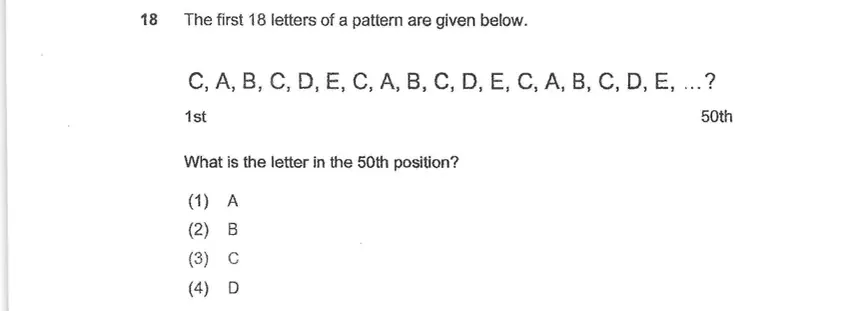 18 The first 18 letters of a pattern are given below.
C, A, B, C, D, E, C, A, B, C, D, E, C, A, B, C, D, E, ...?
1st 50th
What is the letter in the 50th position?
(1) A
(2) B
(3) C
(4) D